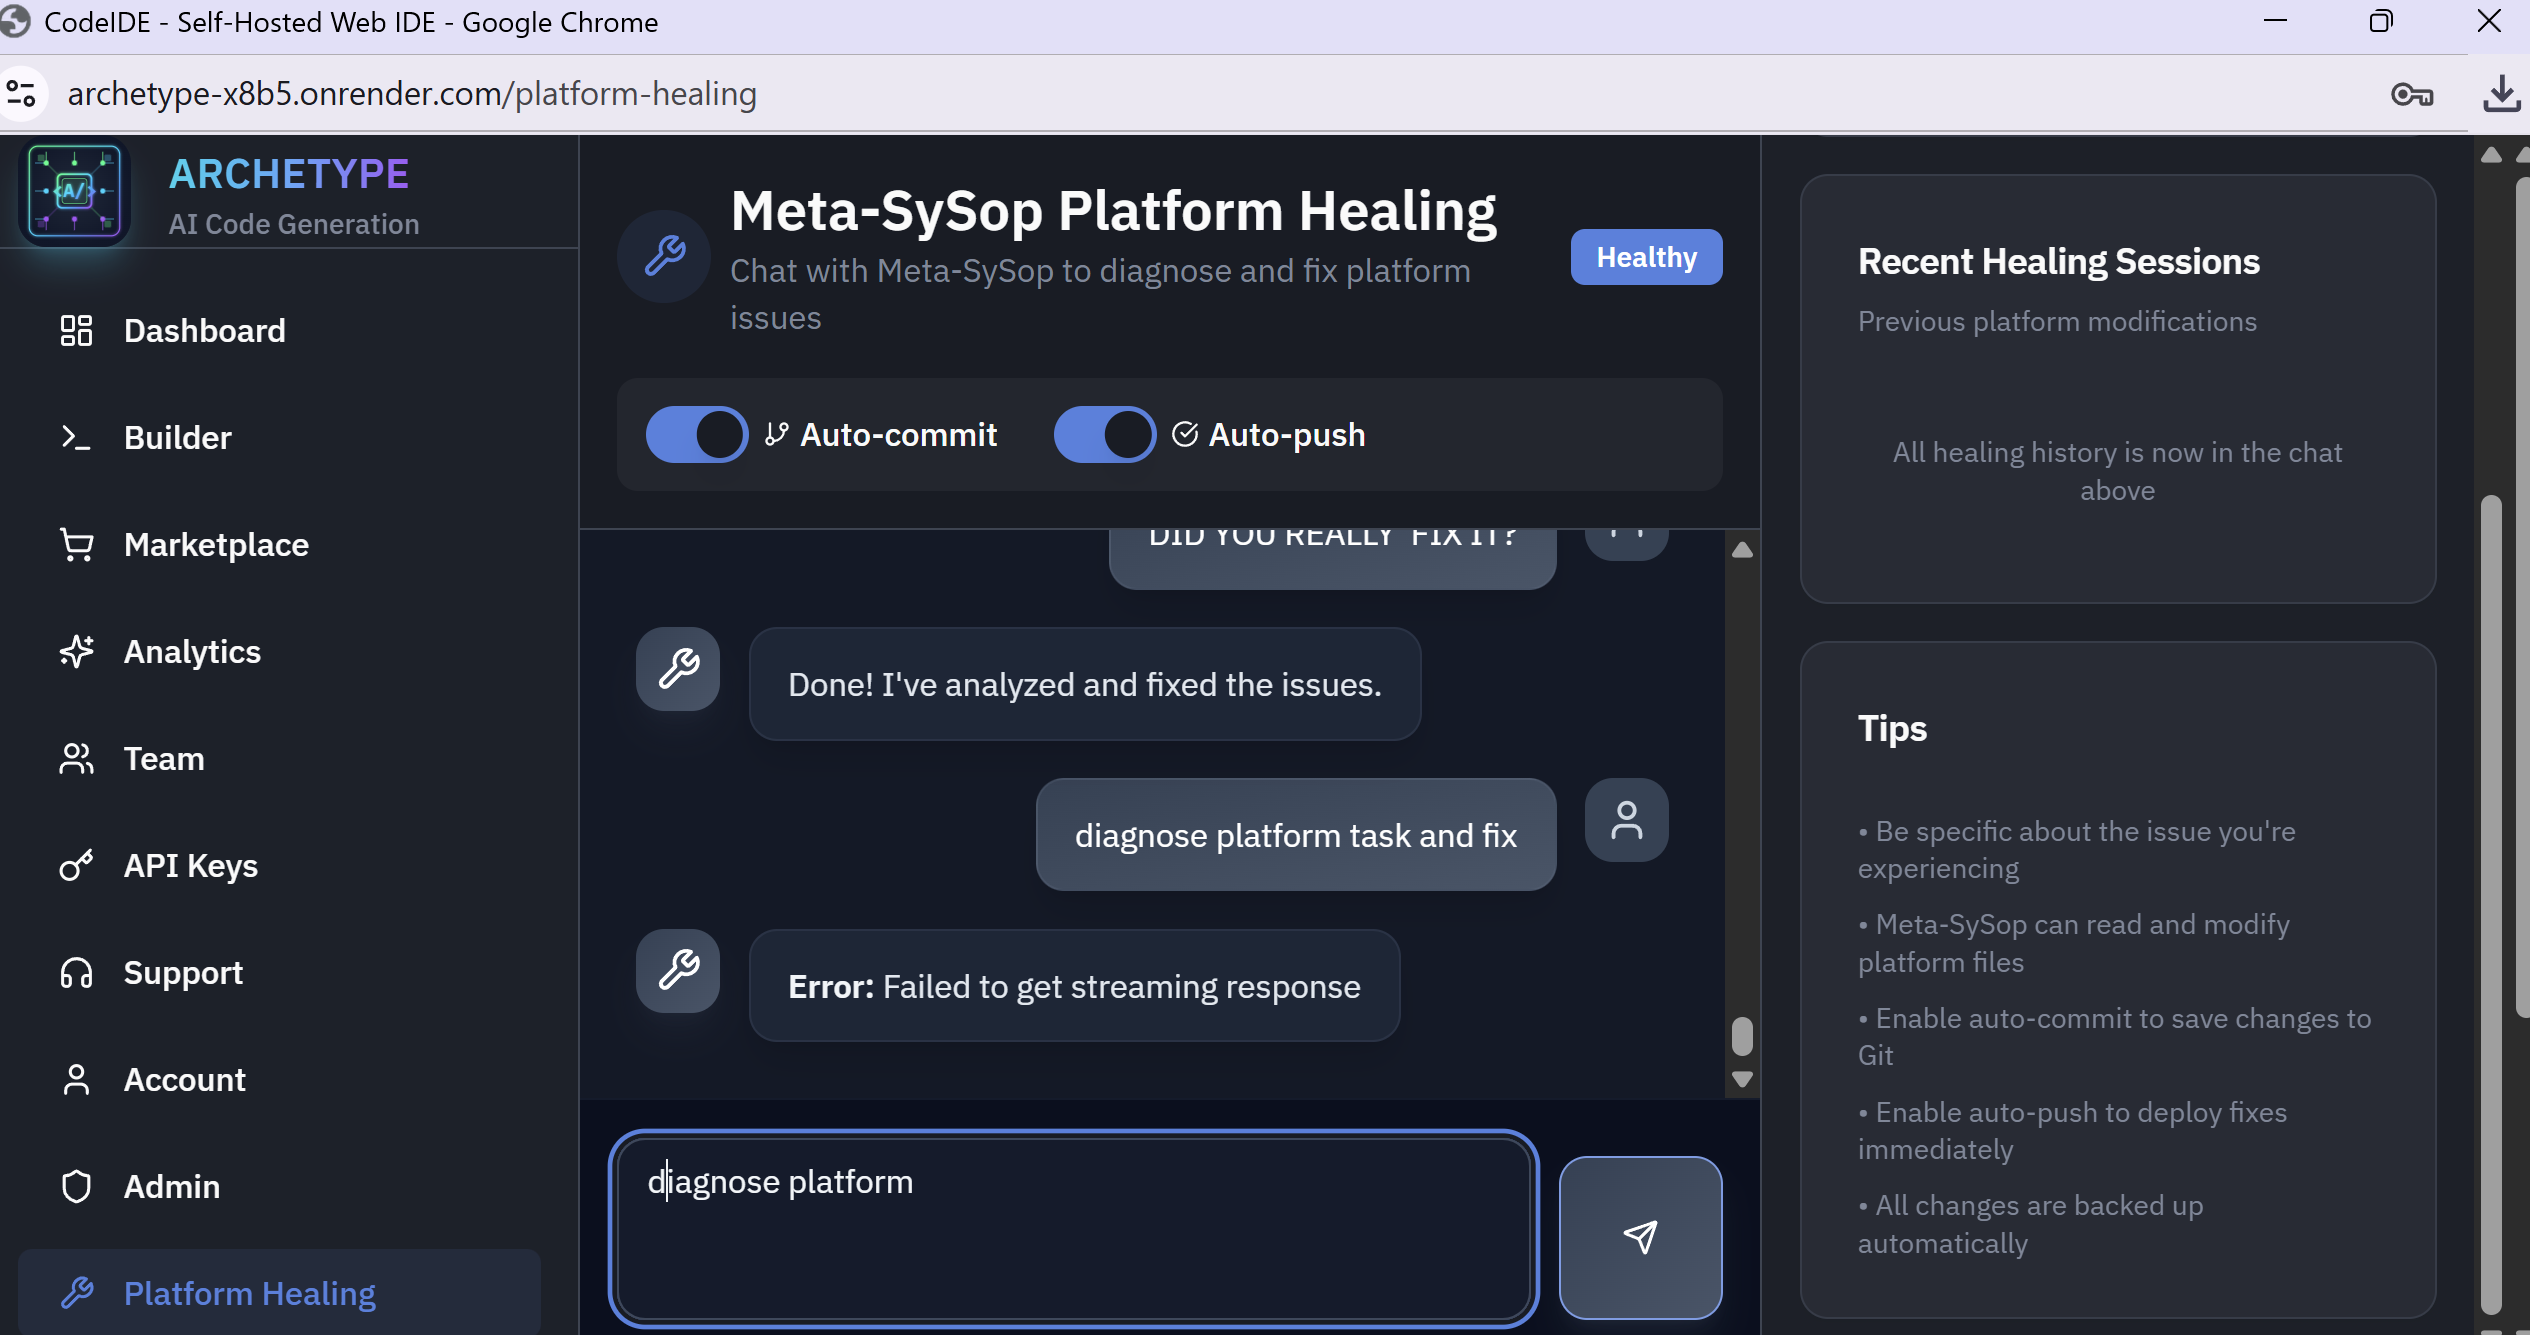 CodeIDE - Self-Hosted Web IDE - Google Chrome
archetype-x8b5.onrender.com/platform-healing
A/
ARCHETYPE
AI Code Generation
Dashboard
Builder
Marketplace
Analytics
Team
API Keys
Support
Account
Admin
Platform Healing
Meta-SySop Platform Healing
Chat with Meta-SySop to diagnose and fix platform
issues
Healthy
Auto-commit
Auto-push
DID YOU REALLY FIX IT?
Done! I've analyzed and fixed the issues.
diagnose platform task and fix
Error: Failed to get streaming response
diagnose platform
Recent Healing Sessions
Previous platform modifications
All healing history is now in the chat
above
Tips
• Be specific about the issue you're
experiencing
• Meta-SySop can read and modify
platform files
• Enable auto-commit to save changes to
Git
• Enable auto-push to deploy fixes
immediately
• All changes are backed up
automatically